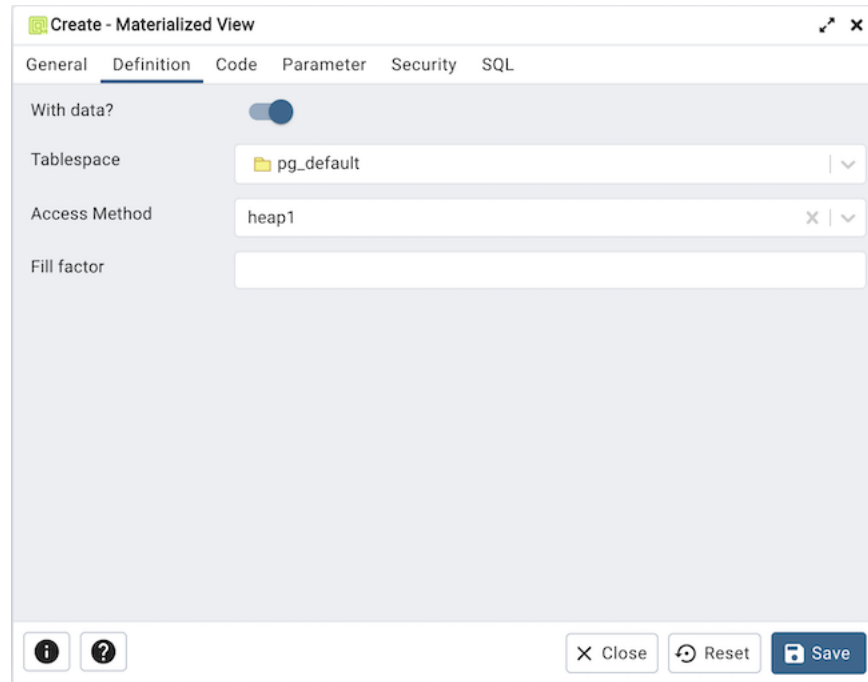 Create - Materialized View
General Definition Code Parameter Security SQL
With data?
Tablespace pg_default
Access Method heap1
Fill factor
Close Reset Save